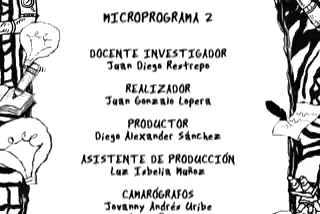 MICROPROGRAMA 2
DOCENTE INVESTIGADOR
Juan Diego Restrepo
REALIZADOR
Juan Gonzalo Lopera
PRODUCTOR
Diego Alexander Sánchez
ASISTENTE DE PRODUCCIÓN
Luz Isbelia Muñoz
CAMARÓGRAFOS
Jovanny Andrés Uribe